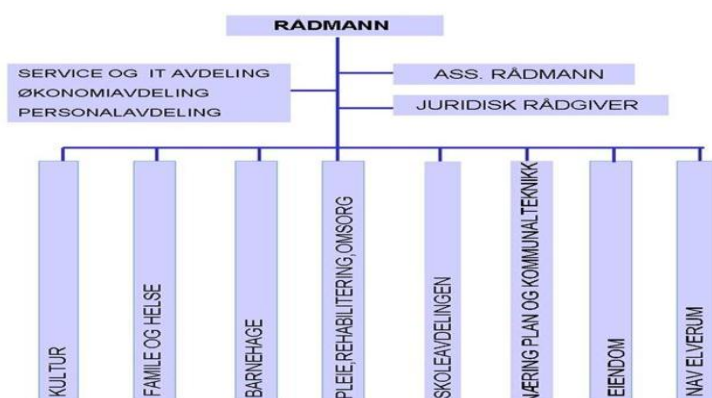 RÅDMANN
SERVICE OG IT AVDELING
ØKONOMIAVDELING
PERSONALAVDELING
ASS. RÅDMANN
JURIDISK RÅDGIVER
KULTUR
FAMILE OG HELSE
BARNEHAGE
PLEIE,REHABILITERING,OMSORG
SKOLEAVDELINGEN
NÆRING PLAN OG KOMMUNALTEKNIKK
EIENDOM
NAV ELVERUM